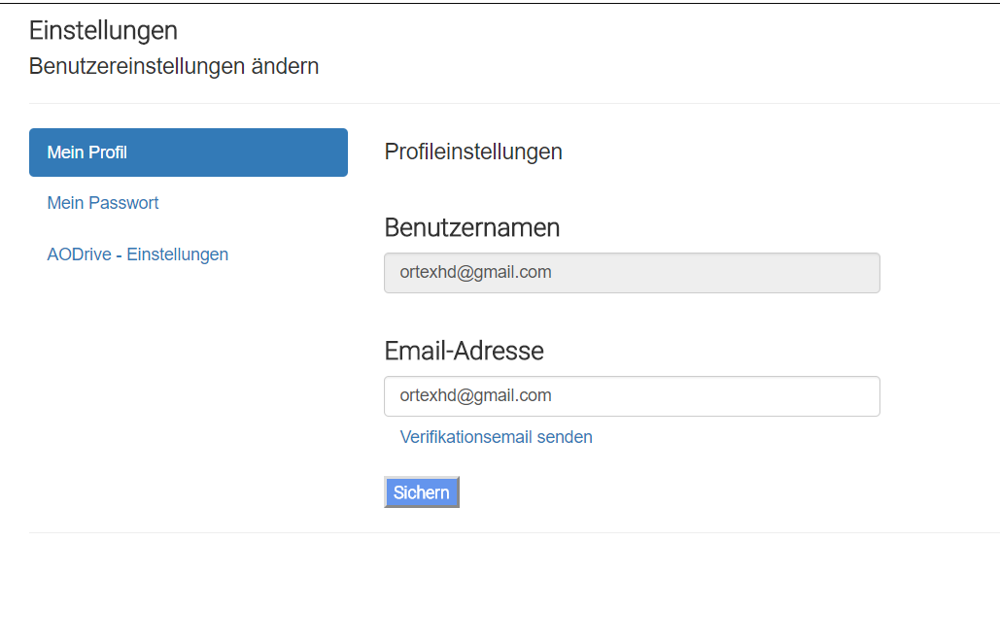 Einstellungen
Benutzereinstellungen ändern
Mein Profil
Mein Passwort
AODrive - Einstellungen
Profileinstellungen
Benutzernamen
ortexhd@gmail.com
Email-Adresse
ortexhd@gmail.com
Verifikationsemail senden
Sichern